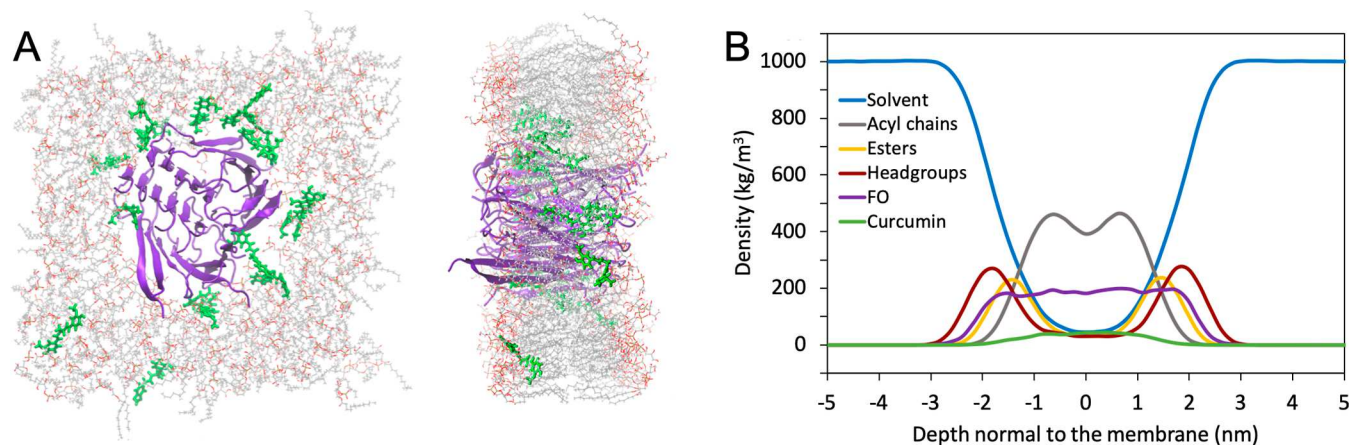 A
B
Density (kg/m³)
1000
800
600
400
200
0
Solvent
Acyl chains
Esters
Headgroups
FO
Curcumin
-5 -4 -3 -2 -1 0 1 2 3 4 5
Depth normal to the membrane (nm)